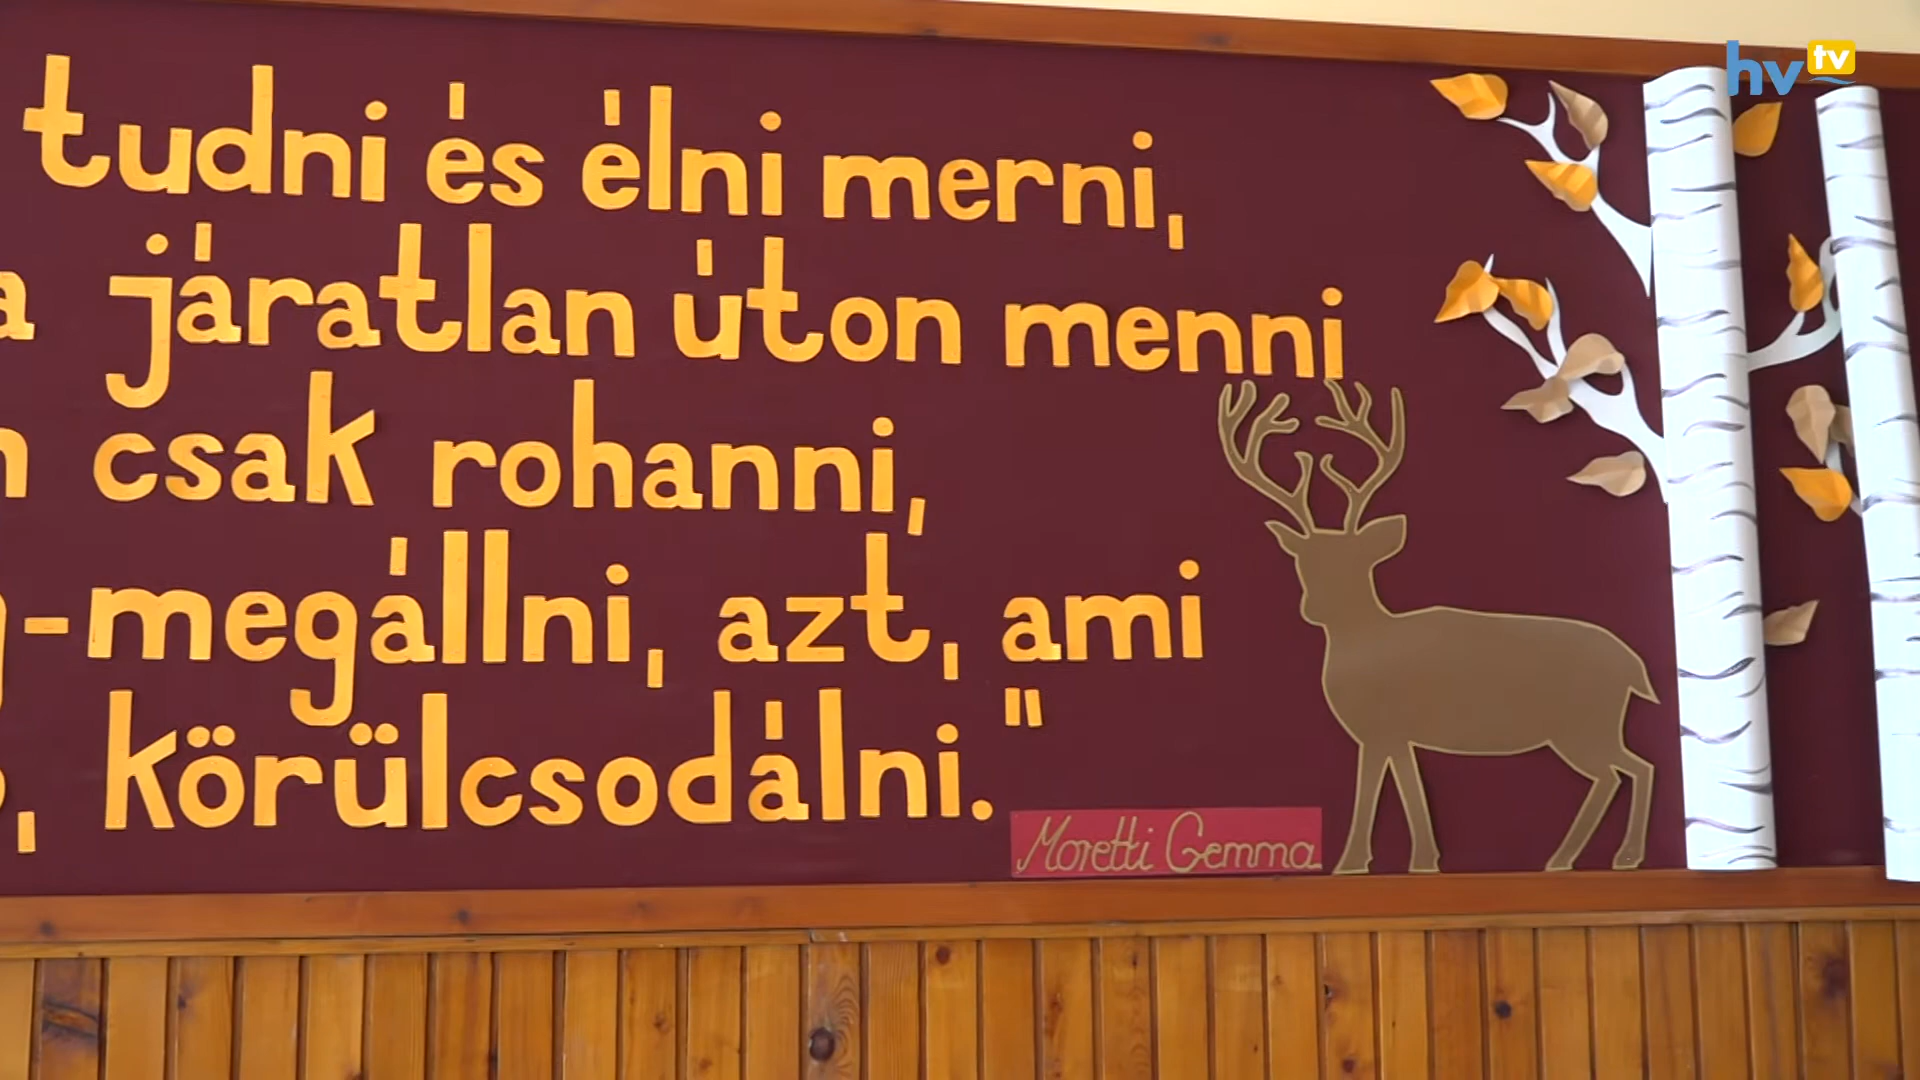 hv tv
tudni és élni merni,
a járatlan úton menni
csak rohanni,
-megállni, azt, ami
, körülcsodálni."
Moretti Gemma